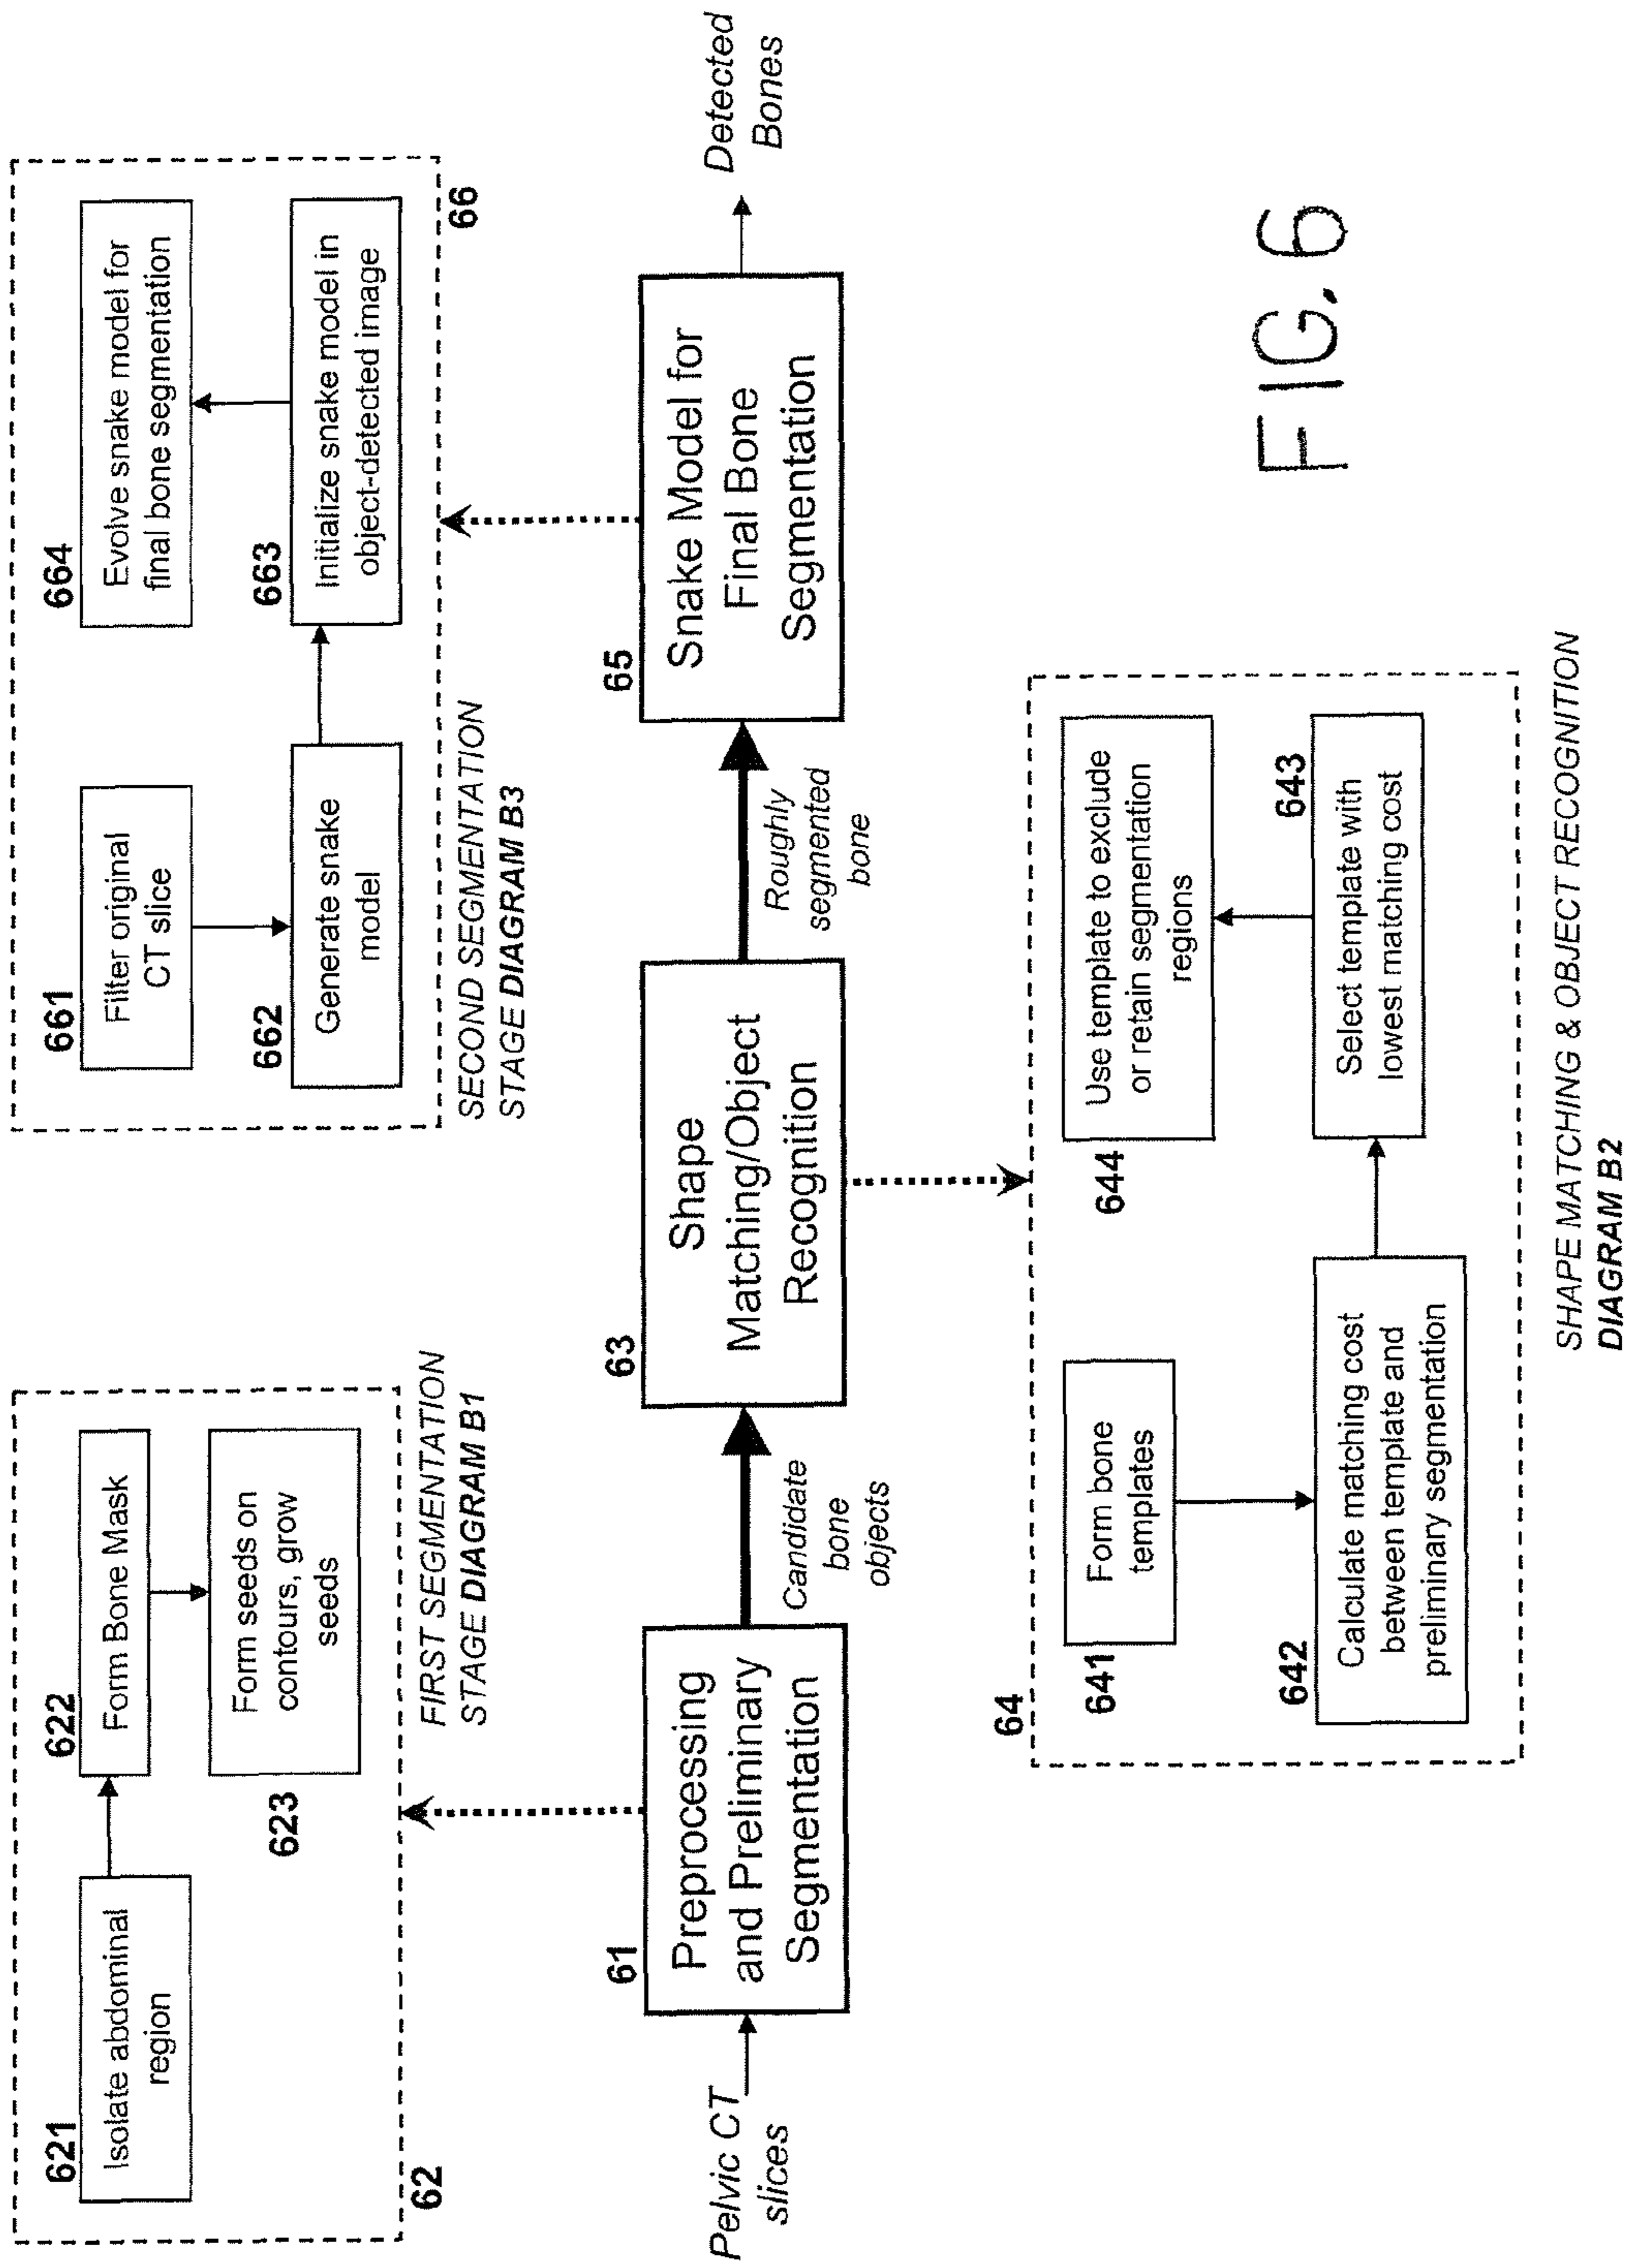 621
Isolate abdominal
region
622
Form Bone Mask
623
Form seeds on
contours, grow
seeds
62
FIRST SEGMENTATION
STAGE DIAGRAM B1
661
Filter original
CT slice
662
Generate snake
model
663
Initialize snake model in
object-detected image
664
Evolve snake model for
final bone segmentation
66
SECOND SEGMENTATION
STAGE DIAGRAM B3
Pelvic CT
slices
61
Preprocessing
and Preliminary
Segmentation
Candidate
bone
objects
63
Shape
Matching/Object
Recognition
Roughly
segmented
bone
65
Snake Model for
Final Bone
Segmentation
Detected
Bones
64
641
Form bone
templates
642
Calculate matching cost
between template and
preliminary segmentation
643
Select template with
lowest matching cost
644
Use template to exclude
or retain segmentation
regions
SHAPE MATCHING & OBJECT RECOGNITION
DIAGRAM B2
FIG. 6